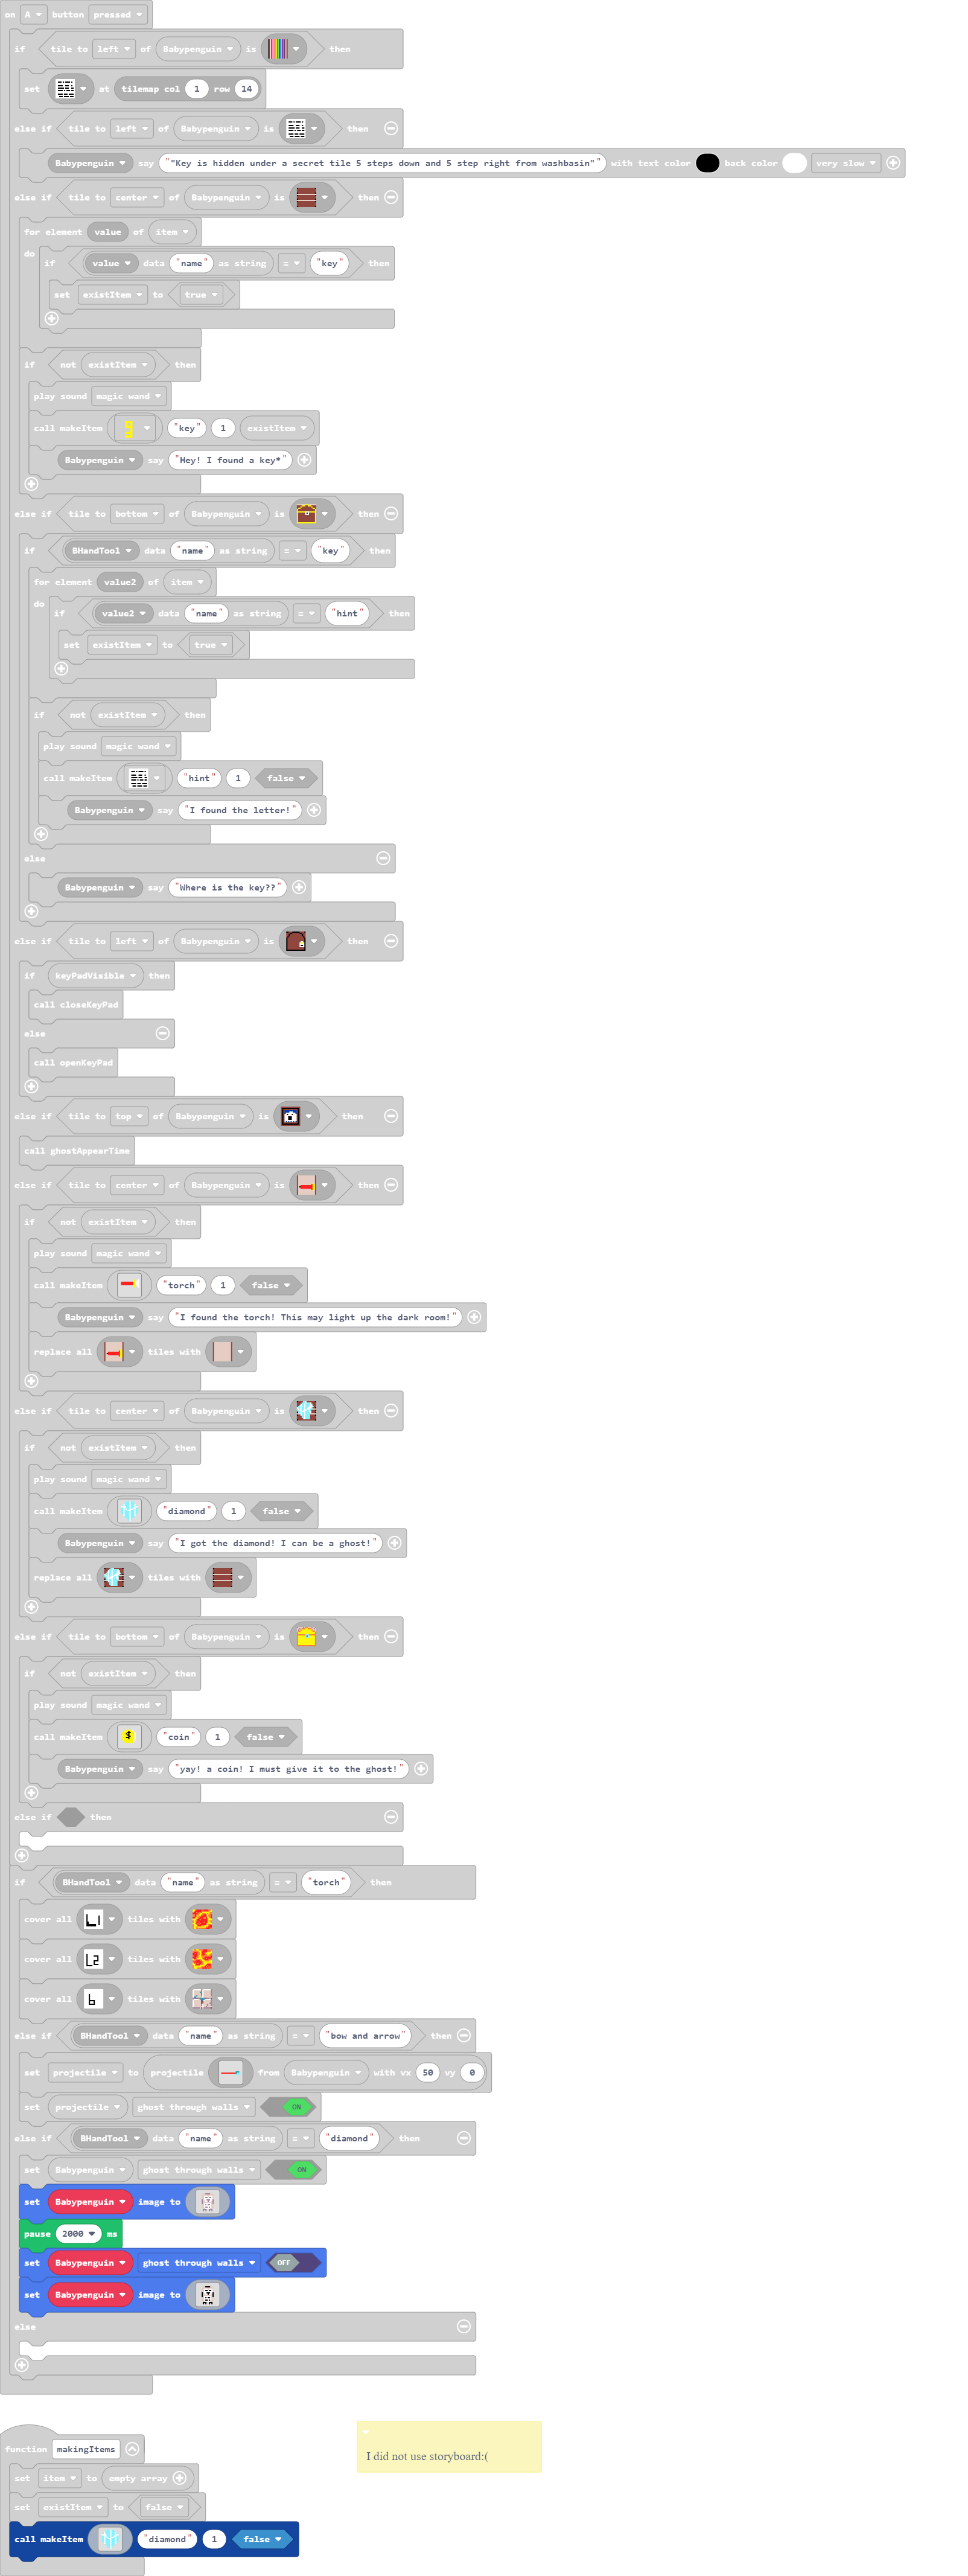 on A button pressed
if tile to left of Babypenguin is then
set at tilemap col 1 row 14
else if tile to left of Babypenguin is then
Babypenguin say ""Key is hidden under a secret tile 5 steps down and 5 step right from washbasin"" with text color back color very slow
else if tile to center of Babypenguin is then
for element value of item
do if value data "name" as string = "key" then
set existItem to true
if not existItem then
play sound magic wand
call makeItem "key" 1 existItem
Babypenguin say "Hey! I found a key*"
else if tile to bottom of Babypenguin is then
if BHandTool data "name" as string = "key" then
for element value2 of item
do if value2 data "name" as string = "hint" then
set existItem to true
if not existItem then
play sound magic wand
call makeItem "hint" 1 false
Babypenguin say "I found the letter!"
else
Babypenguin say "Where is the key??"
else if tile to left of Babypenguin is then
if keyPadVisible then
call closeKeyPad
else
call openKeyPad
else if tile to top of Babypenguin is then
call ghostAppearTime
else if tile to center of Babypenguin is then
if not existItem then
play sound magic wand
call makeItem "torch" 1 false
Babypenguin say "I found the torch! This may light up the dark room!"
replace all tiles with
else if tile to center of Babypenguin is then
if not existItem then
play sound magic wand
call makeItem "diamond" 1 false
Babypenguin say "I got the diamond! I can be a ghost!"
replace all tiles with
else if tile to bottom of Babypenguin is then
if not existItem then
play sound magic wand
call makeItem $ "coin" 1 false
Babypenguin say "yay! a coin! I must give it to the ghost!"
else if then
if BHandTool data "name" as string = "torch" then
cover all L1 tiles with
cover all L2 tiles with
cover all b tiles with
else if BHandTool data "name" as string = "bow and arrow" then
set projectile to projectile from Babypenguin with vx 50 vy 0
set projectile ghost through walls ON
else if BHandTool data "name" as string = "diamond" then
set Babypenguin ghost through walls ON
set Babypenguin image to
pause 2000 ms
set Babypenguin ghost through walls OFF
set Babypenguin image to
else
function makingItems
I did not use storyboard:(
set item to empty array
set existItem to false
call makeItem "diamond" 1 false